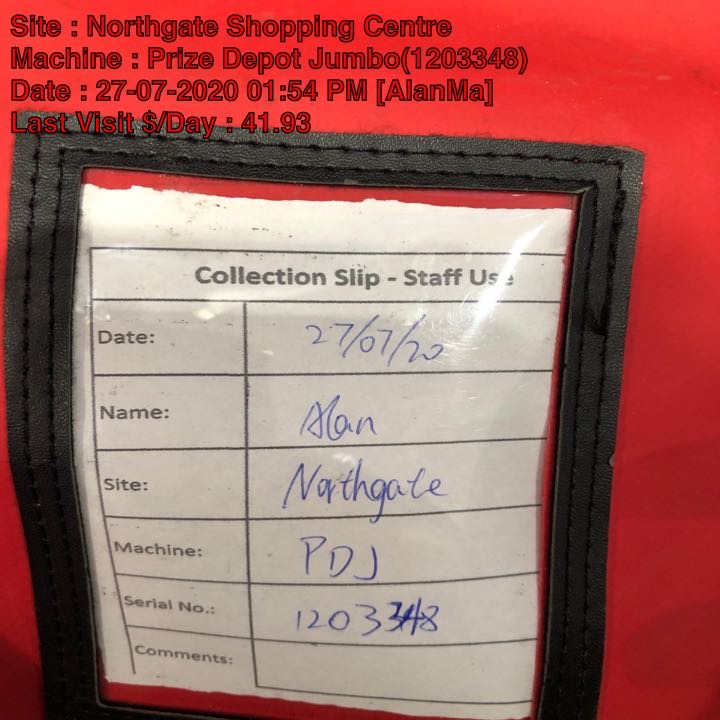 Site : Northgate Shopping Centre
Machine : Prize Depot Jumbo(1203348)
Date : 27-07-2020 01:54 PM [AlanMa]
Last Visit $/Day : 41.93
Collection Slip - Staff Use
Date: 27/07/20
Name: Alan
Site: Northgate
Machine: PDJ
Serial No.: 1203348
Comments: